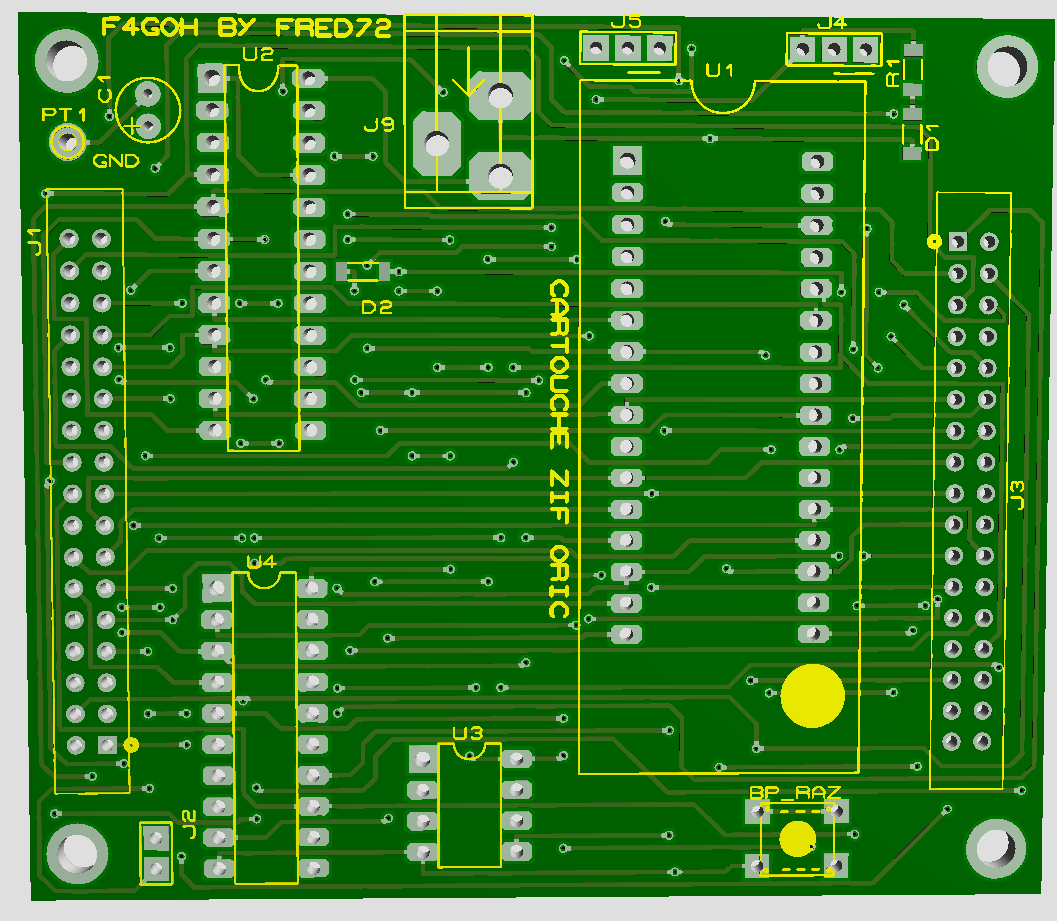 F4GOH BY FRED72
J5
J4
U2
U1
C1
R1
PT1
J9
D1
GND
J1
D2
CARTOUCHE ZIF ORIC
J3
U4
U3
BP_RAZ
J2